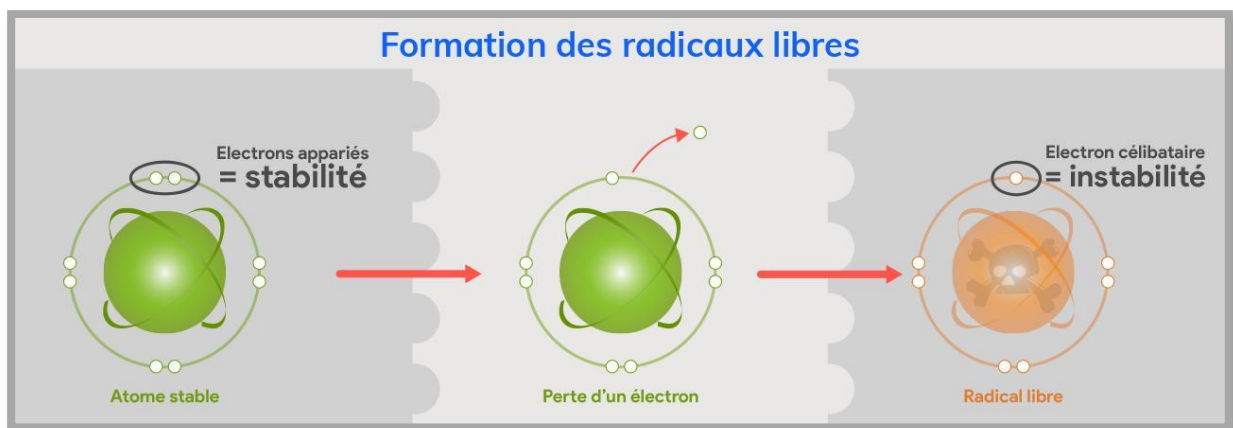 Formation des radicaux libres
Electrons appariés
= stabilité
Electron célibataire
= instabilité
Atome stable
Perte d'un électron
Radical libre